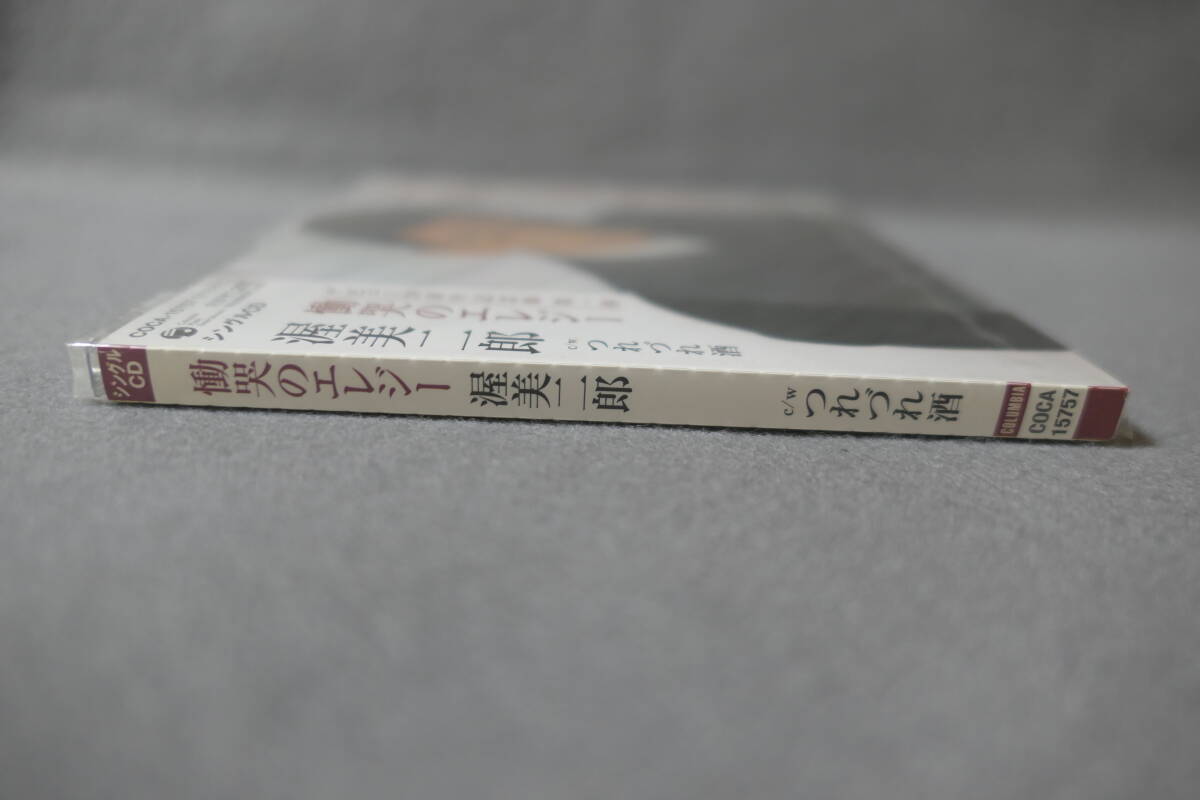 シングルCD
慟哭のエレジー
渥美二郎
c/w
つれづれ酒
COLUMBIA
COCA
15757
シングルCD
慟哭のエレジー
渥美二郎
c/w
つれづれ酒